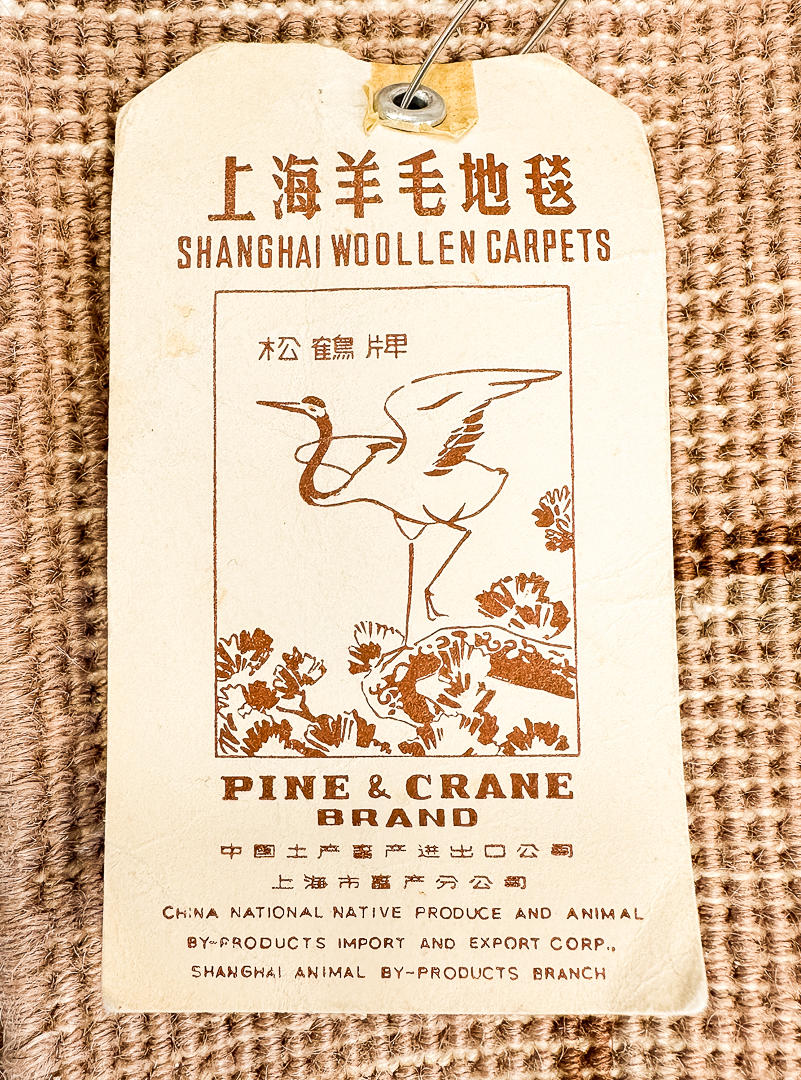 上海羊毛地毯
SHANGHAI WOOLLEN CARPETS
松鶴牌
PINE & CRANE
BRAND
中國土产畜产进出口公司
上海市畜产分公司
CHINA NATIONAL NATIVE PRODUCE AND ANIMAL
BY-PRODUCTS IMPORT AND EXPORT CORP.,
SHANGHAI ANIMAL BY-PRODUCTS BRANCH